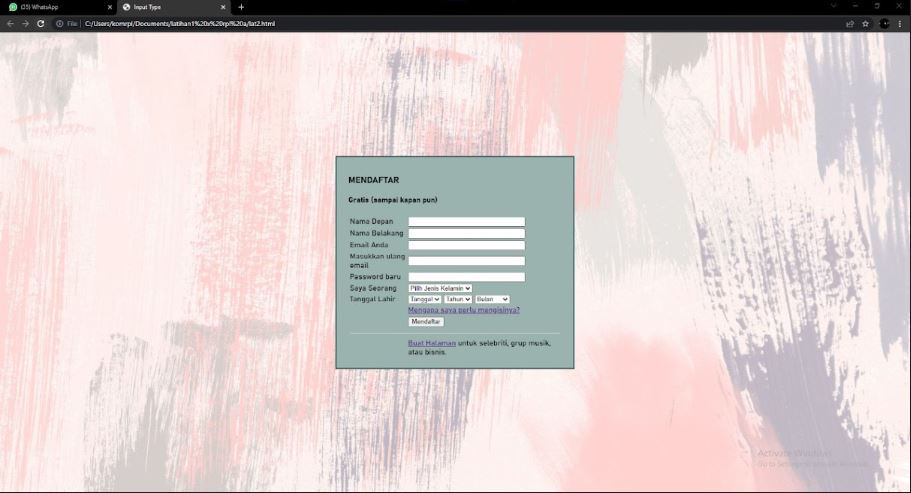 (35) WhatsApp
Input Type
File C:/Users/komrpl/Documents/latihan1%20x%20rpl%20a/lat2.html
MENDAFTAR
Gratis (sampai kapan pun)
Nama Depan
Nama Belakang
Email Anda
Masukkan ulang
email
Password baru
Saya Seorang Pilih Jenis Kelamin
Tanggal Lahir Tanggal Tahun Bulan
Mengapa saya perlu mengisinya?
Mendaftar
Buat Halaman untuk selebriti, grup musik,
atau bisnis.
Activate Windows
Go to Settings to activate Windows.